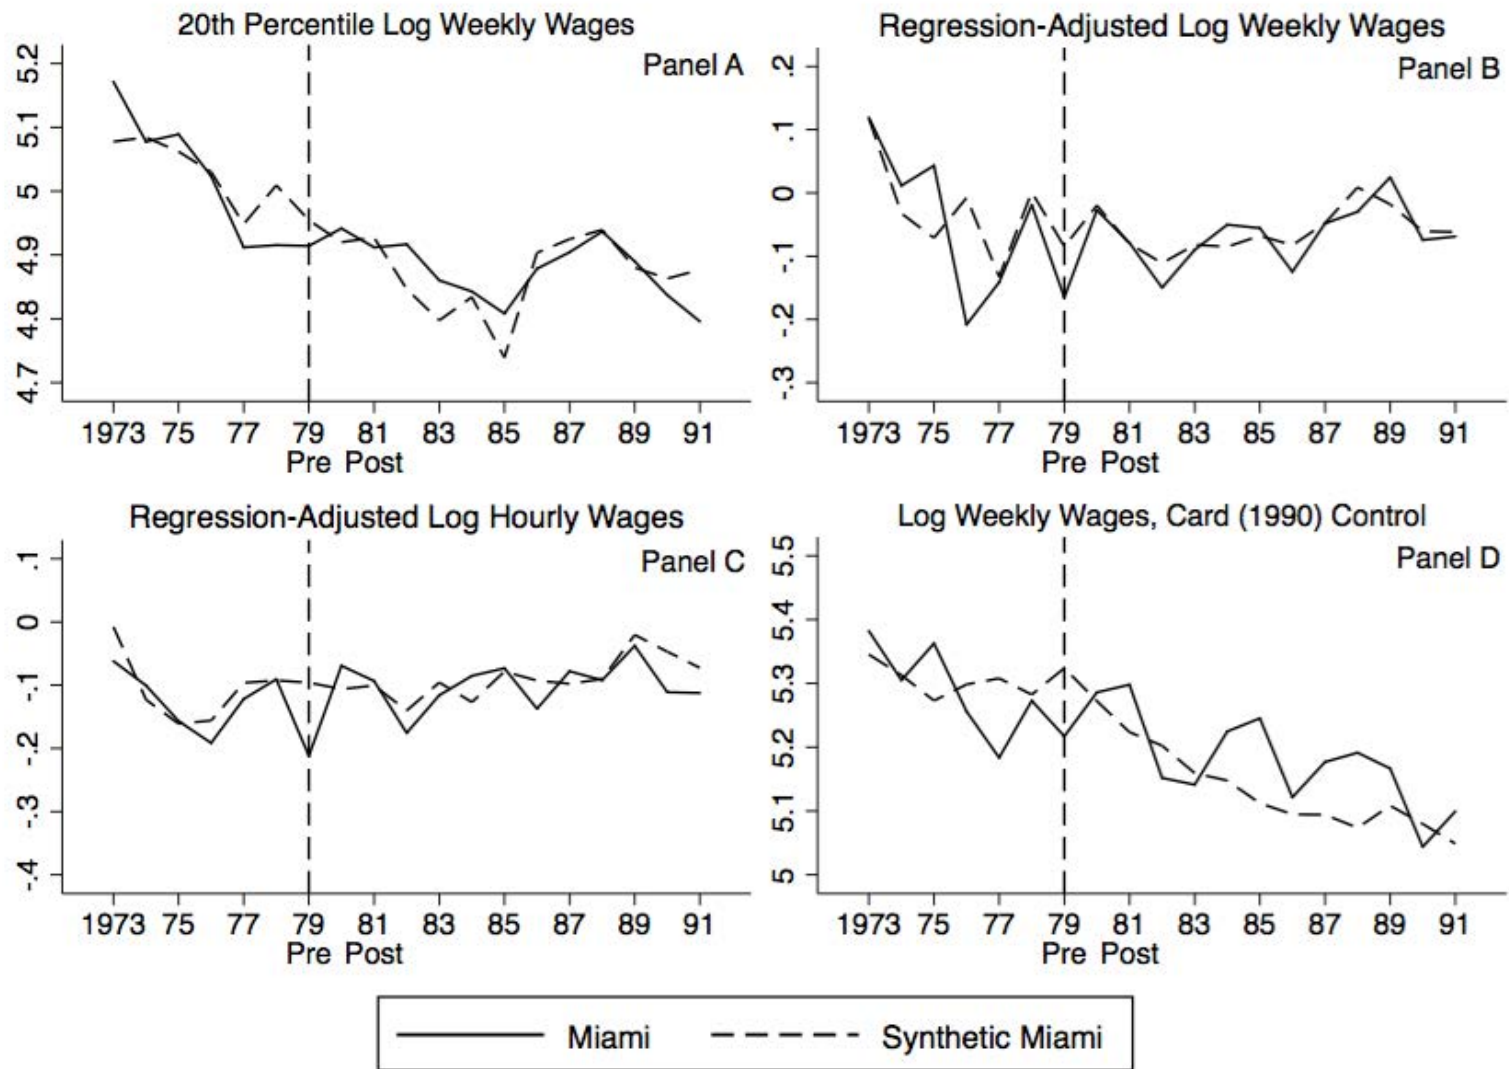 20th Percentile Log Weekly Wages
Panel A
5.2
5.1
5
4.9
4.8
4.7
1973 75 77 79 81 83 85 87 89 91
Pre Post
Regression-Adjusted Log Weekly Wages
Panel B
.2
.1
0
-.1
-.2
-.3
1973 75 77 79 81 83 85 87 89 91
Pre Post
Regression-Adjusted Log Hourly Wages
Panel C
.1
0
-.1
-.2
-.3
-.4
1973 75 77 79 81 83 85 87 89 91
Pre Post
Log Weekly Wages, Card (1990) Control
Panel D
5.5
5.4
5.3
5.2
5.1
5
1973 75 77 79 81 83 85 87 89 91
Pre Post
Miami
Synthetic Miami